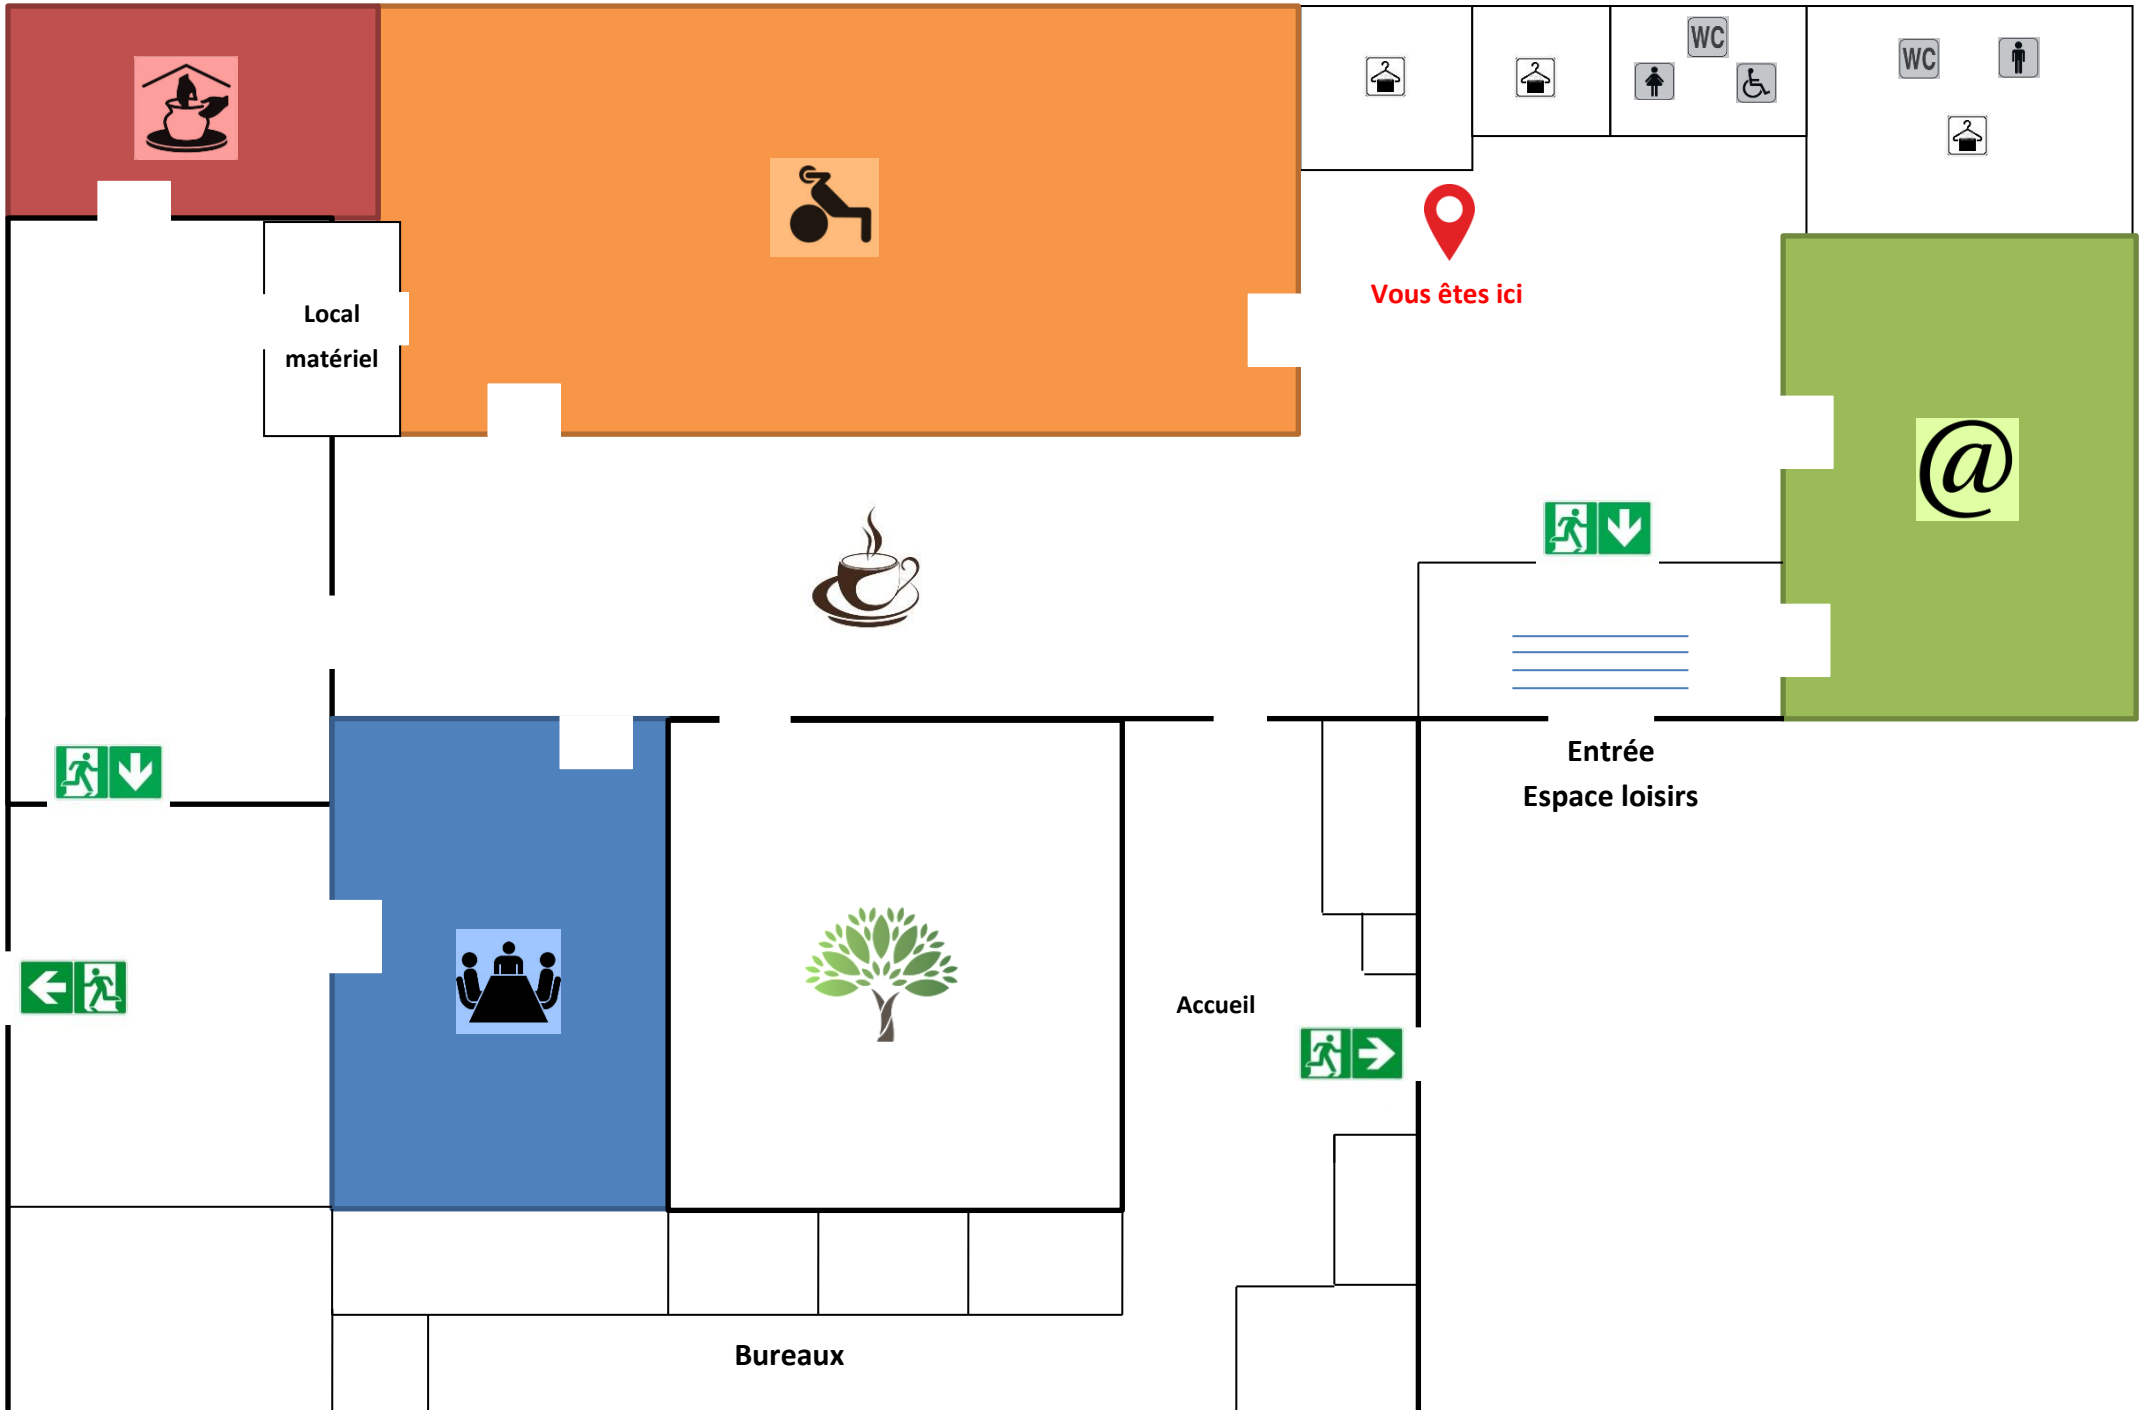 WC
WC
Vous êtes ici
Local
matériel
@
Entrée
Espace loisirs
Accueil
Bureaux